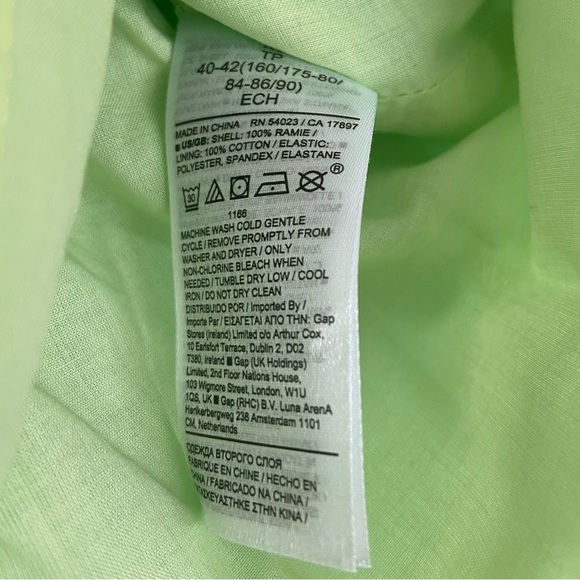 TP
40-42(160/175-80/
84-86/90)
ECH
MADE IN CHINA RN 54023 / CA 17897
/ ■ US/GB: SHELL: 100% RAMIE /
LINING: 100% COTTON / ELASTIC:
POLYESTER, SPANDEX / ELASTANE
30 ®
1166
MACHINE WASH COLD GENTLE
CYCLE / REMOVE PROMPTLY FROM
WASHER AND DRYER / ONLY
NON-CHLORINE BLEACH WHEN
NEEDED / TUMBLE DRY LOW / COOL
IRON / DO NOT DRY CLEAN
DISTRIBUIDO POR / Imported By /
Importe Par / ΕΙΣΑΓΕΤΑΙ ΑΠΟ ΤΗΝ: Gap
Stores (Ireland) Limited c/o Arthur Cox,
10 Earlsfort Terrace, Dublin 2, D02
T380, Ireland ■ Gap (UK Holdings)
Limited, 2nd Floor Nations House,
103 Wigmore Street, London, W1U
1QS, UK ■ Gap (RHC) B.V. Luna ArenA
Herikerbergweg 238 Amsterdam 1101
CM, Netherlands
ОДЕЖДА ВТОРОГО СЛОЯ
FABRIQUE EN CHINE / HECHO EN
CHINA / FABRICADO NA CHINA /
ΚΑΤΑΣΚΕΥΑΣΤΗΚΕ ΣΤΗΝ ΚΙΝΑ /